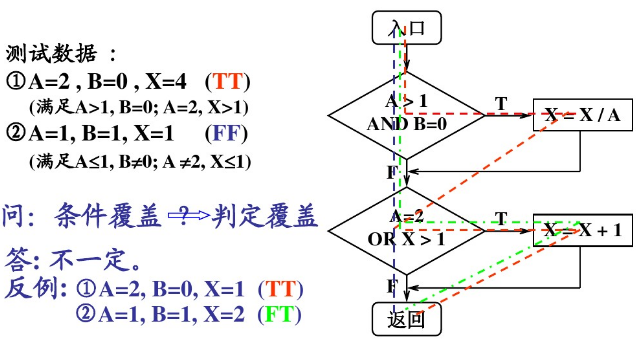 测试数据 :
①A=2 , B=0 , X=4 (TT)
(满足A>1, B=0; A=2, X>1)
②A=1, B=1, X=1 (FF)
(满足A≤1, B≠0; A ≠2, X≤1)
问: 条件覆盖 ?=> 判定覆盖
答: 不一定。
反例: ①A=2, B=0, X=1 (TT)
②A=1, B=1, X=2 (FT)
入口
A > 1
AND B=0
T
X = X / A
F
A=2
OR X > 1
T
X = X + 1
F
返回